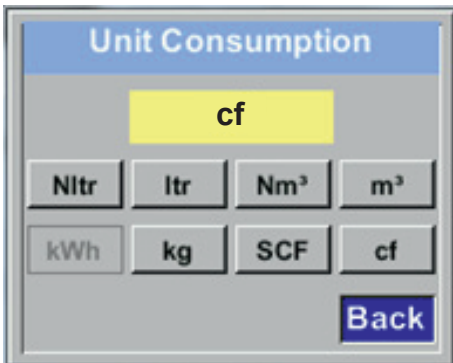 Unit Consumption
cf
Nltr ltr Nm³ m³
kWh kg SCF cf
Back